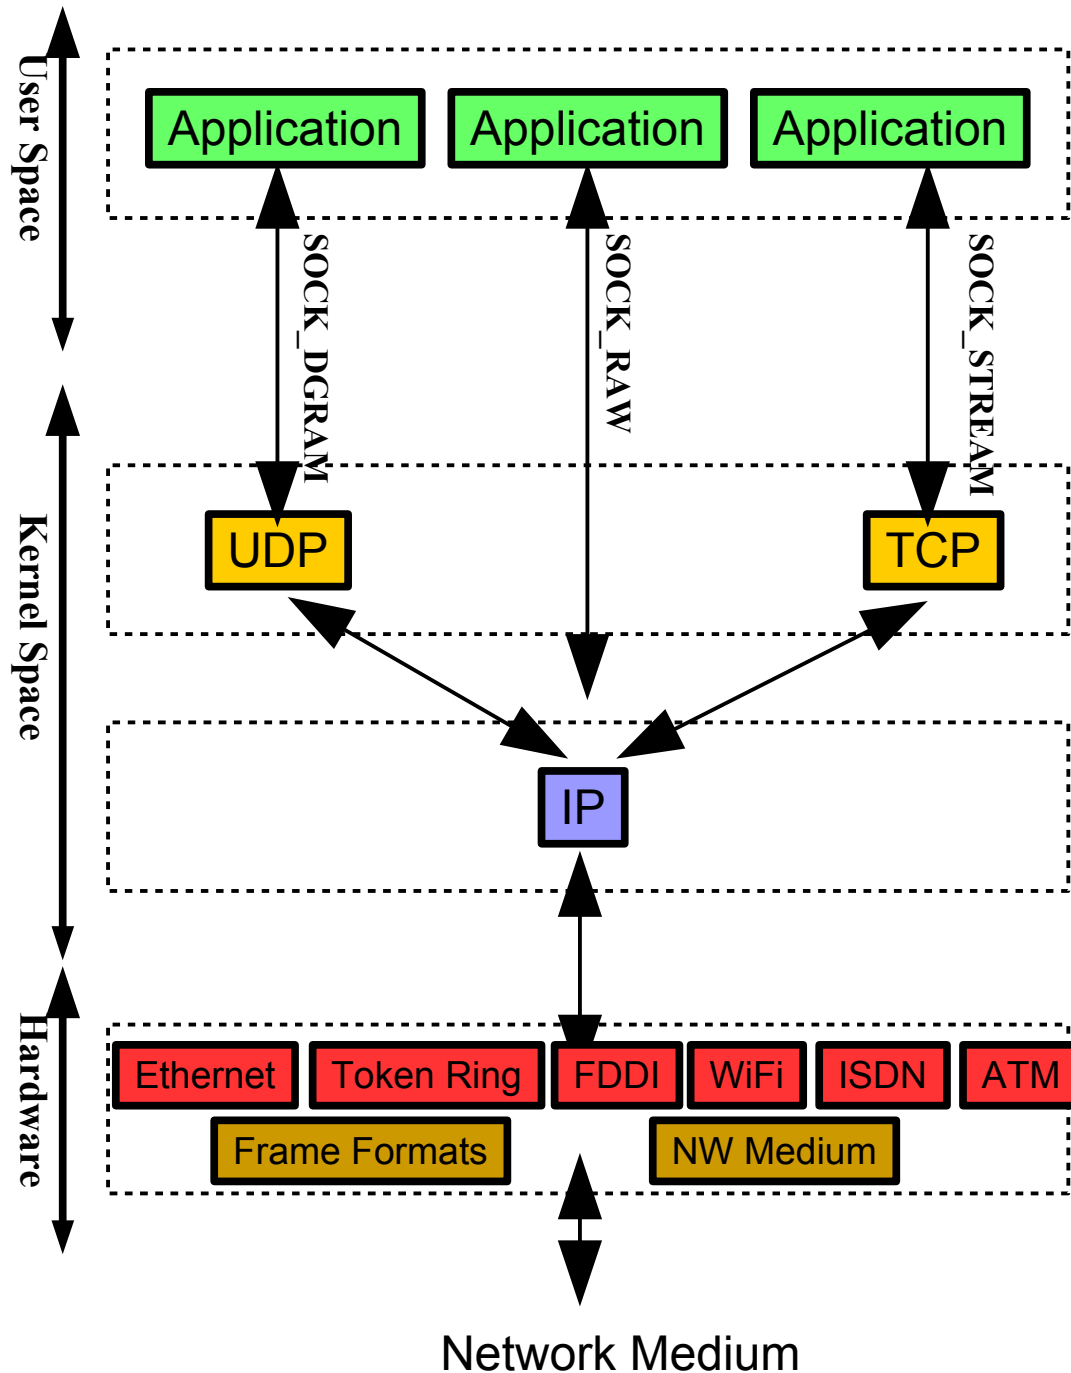 User Space
Application
Application
Application
SOCK_DGRAM
SOCK_RAW
SOCK_STREAM
Kernel Space
UDP
TCP
IP
Hardware
Ethernet
Token Ring
FDDI
WiFi
ISDN
ATM
Frame Formats
NW Medium
Network Medium